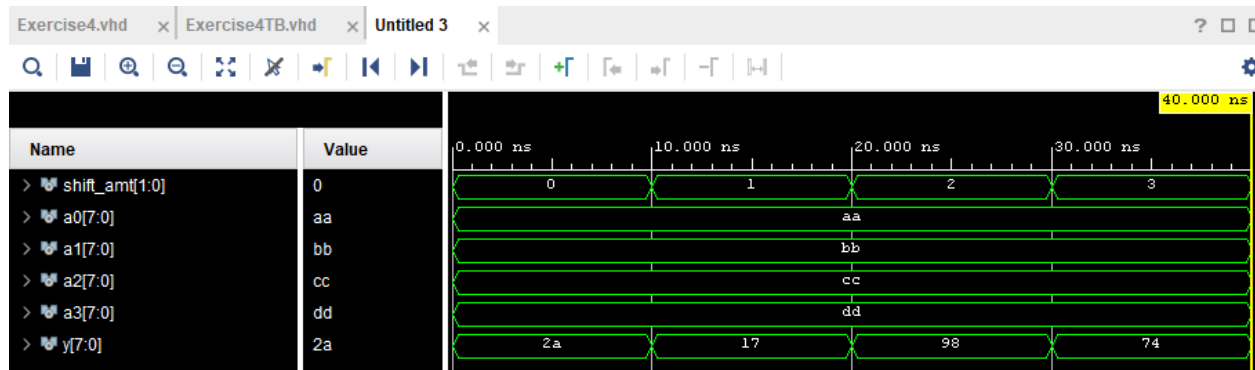 Exercise4.vhd × Exercise4TB.vhd × Untitled 3 × ?
40.000 ns
Name Value 0.000 ns 10.000 ns 20.000 ns 30.000 ns
> shift_amt[1:0] 0 0 1 2 3
> a0[7:0] aa aa
> a1[7:0] bb bb
> a2[7:0] cc cc
> a3[7:0] dd dd
> y[7:0] 2a 2a 17 98 74